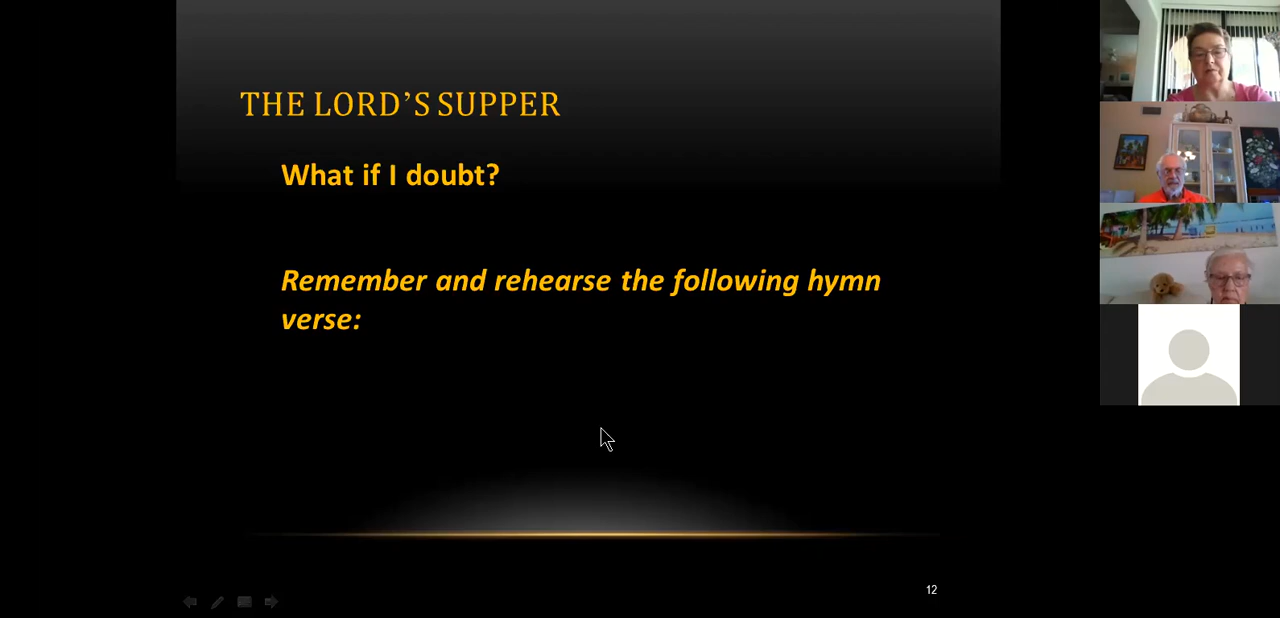 THE LORD’S SUPPER
What if I doubt?
Remember and rehearse the following hymn
verse:
12